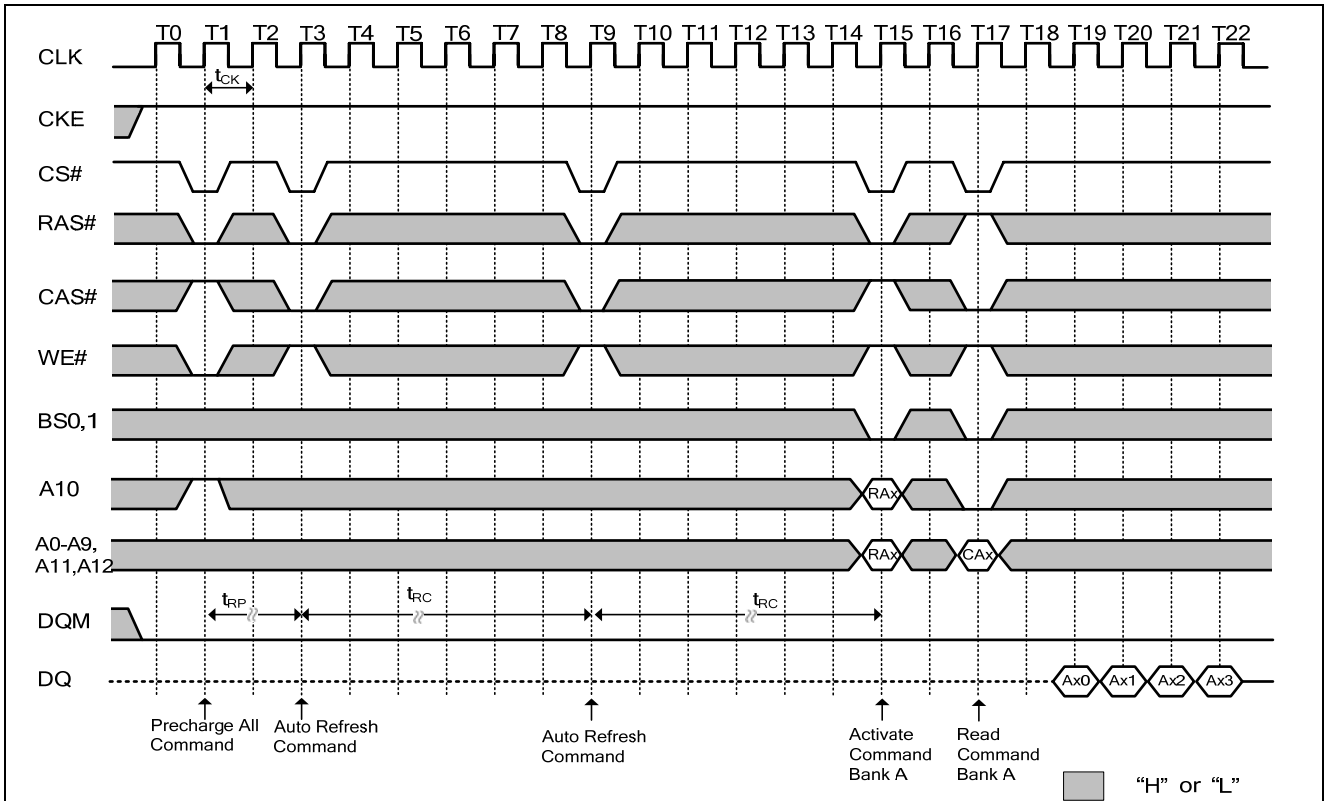 T0 T1 T2 T3 T4 T5 T6 T7 T8 T9 T10 T11 T12 T13 T14 T15 T16 T17 T18 T19 T20 T21 T22
CLK
tCK
CKE
CS#
RAS#
CAS#
WE#
BS0,1
A10
RAx
A0-A9,
A11,A12
RAx CAx
tRP tRC tRC
DQM
DQ
Ax0 Ax1 Ax2 Ax3
Precharge All
Command
Auto Refresh
Command
Auto Refresh
Command
Activate
Command
Bank A
Read
Command
Bank A
“H” or “L”